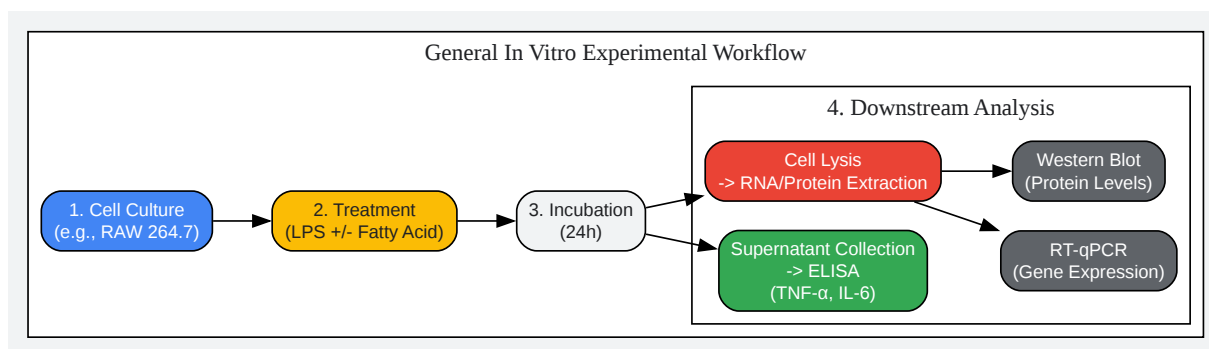 General In Vitro Experimental Workflow
4. Downstream Analysis
1. Cell Culture
(e.g., RAW 264.7)
2. Treatment
(LPS +/- Fatty Acid)
3. Incubation
(24h)
Cell Lysis
-> RNA/Protein Extraction
Supernatant Collection
-> ELISA
(TNF-α, IL-6)
Western Blot
(Protein Levels)
RT-qPCR
(Gene Expression)